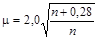 μ = 2,0√((n + 0,28)/n)